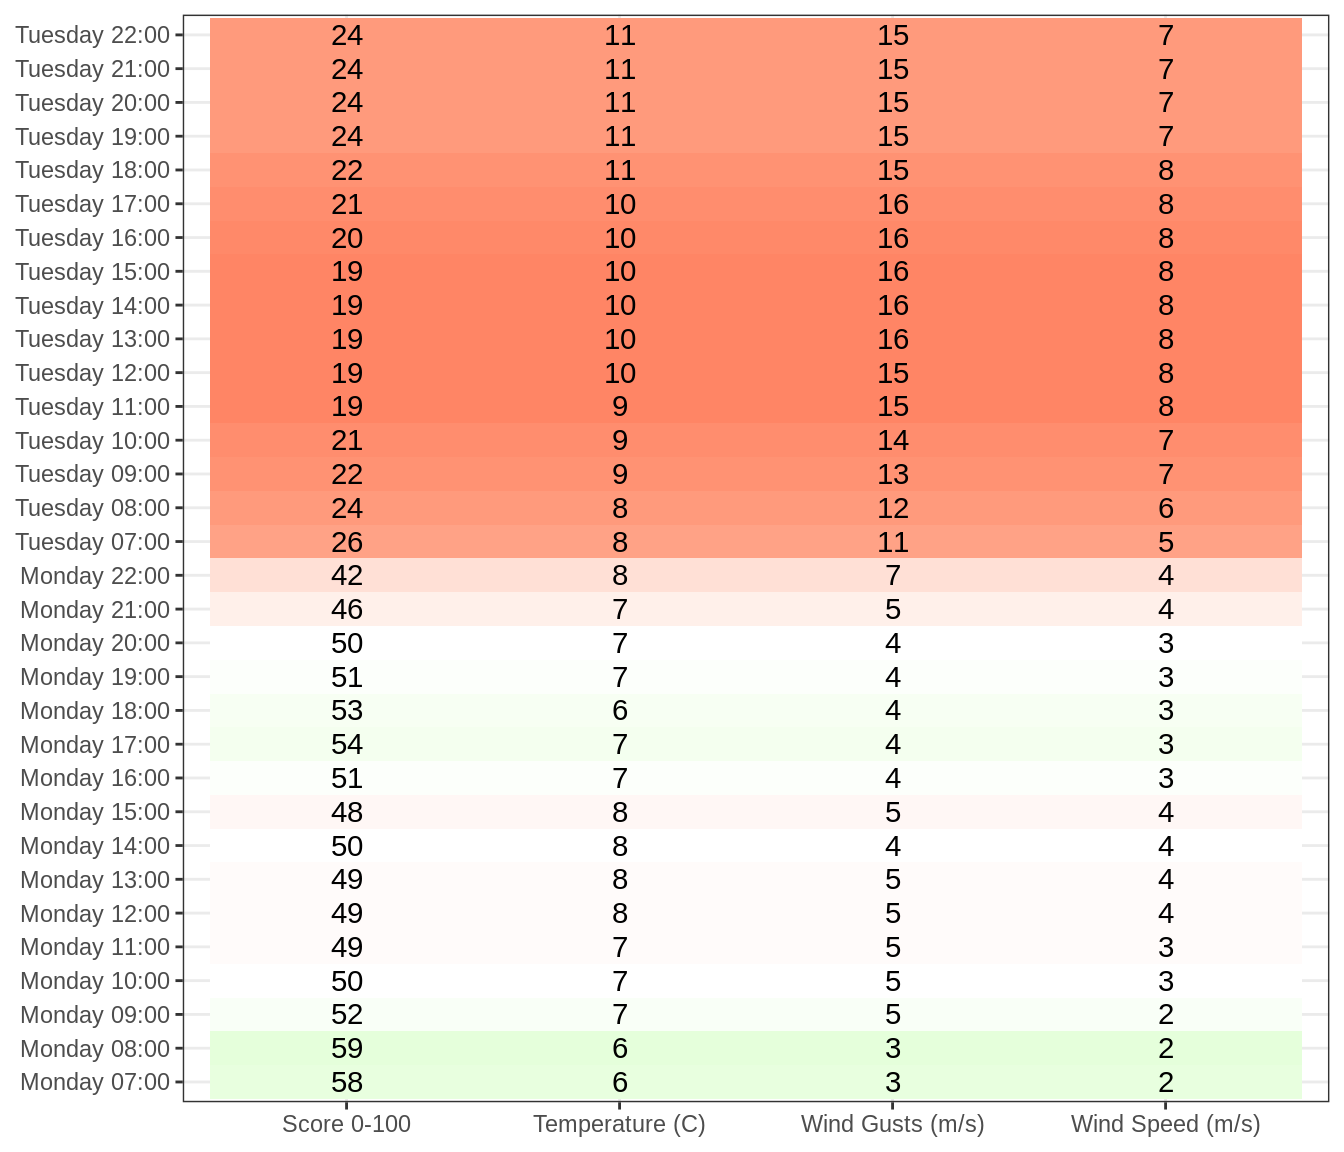 Tuesday 22:00 24 11 15 7
Tuesday 21:00 24 11 15 7
Tuesday 20:00 24 11 15 7
Tuesday 19:00 24 11 15 7
Tuesday 18:00 22 11 15 8
Tuesday 17:00 21 10 16 8
Tuesday 16:00 20 10 16 8
Tuesday 15:00 19 10 16 8
Tuesday 14:00 19 10 16 8
Tuesday 13:00 19 10 16 8
Tuesday 12:00 19 10 15 8
Tuesday 11:00 19 9 15 8
Tuesday 10:00 21 9 14 7
Tuesday 09:00 22 9 13 7
Tuesday 08:00 24 8 12 6
Tuesday 07:00 26 8 11 5
Monday 22:00 42 8 7 4
Monday 21:00 46 7 5 4
Monday 20:00 50 7 4 3
Monday 19:00 51 7 4 3
Monday 18:00 53 6 4 3
Monday 17:00 54 7 4 3
Monday 16:00 51 7 4 3
Monday 15:00 48 8 5 4
Monday 14:00 50 8 4 4
Monday 13:00 49 8 5 4
Monday 12:00 49 8 5 4
Monday 11:00 49 7 5 3
Monday 10:00 50 7 5 3
Monday 09:00 52 7 5 2
Monday 08:00 59 6 3 2
Monday 07:00 58 6 3 2
Score 0-100 Temperature (C) Wind Gusts (m/s) Wind Speed (m/s)